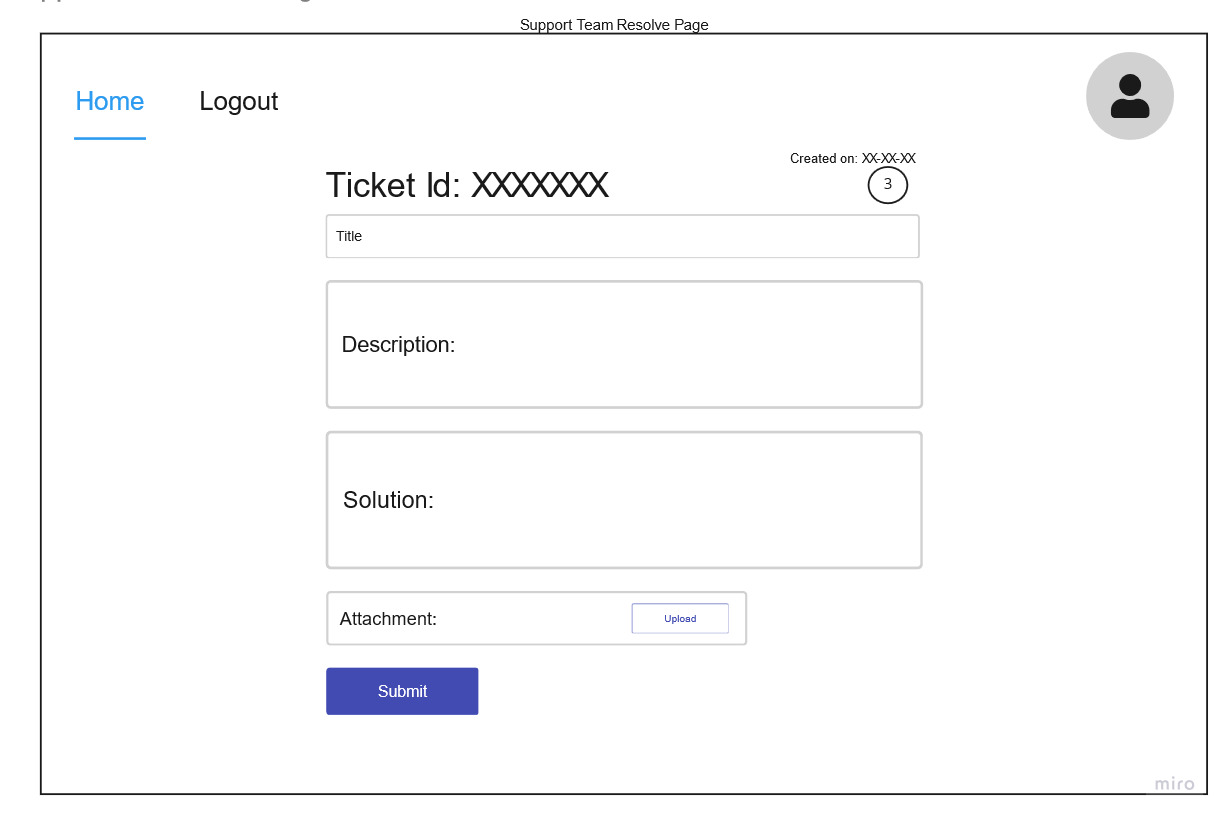 Support Team Resolve Page
Home Logout
Created on: XX-XX-XX
Ticket Id: XXXXXXX
3
Title
Description:
Solution:
Attachment:
Upload
Submit
miro